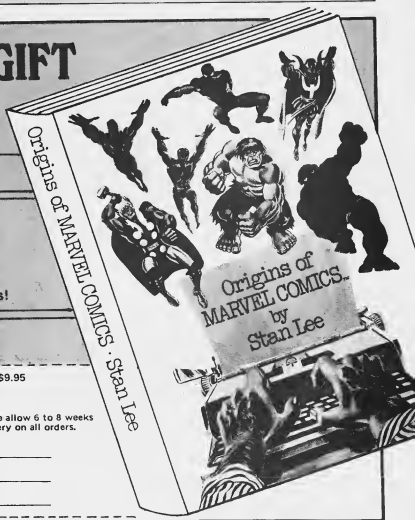 GIFT
Origins of MARVEL COMICS · Stan Lee
Origins of
MARVEL COMICS™
by
Stan Lee
s!
$9.95
e allow 6 to 8 weeks
ery on all orders.